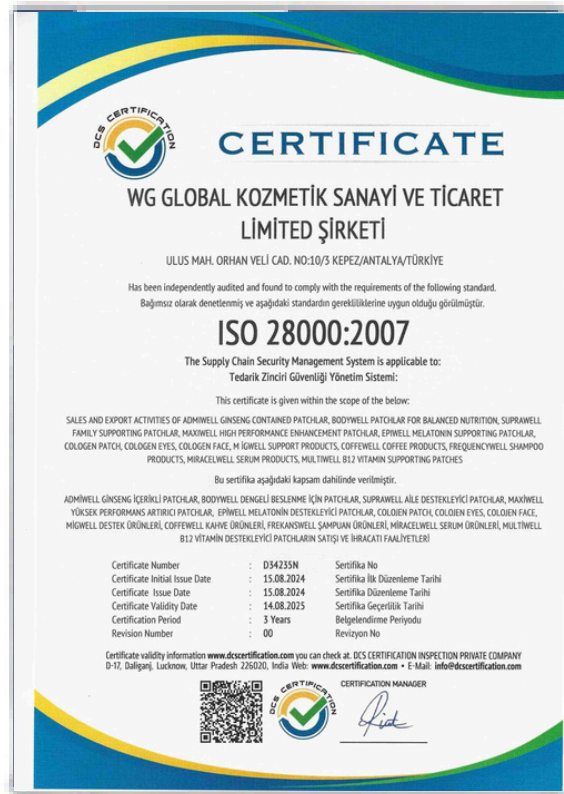 DCS CERTIFICATION
CERTIFICATE
WG GLOBAL KOZMETİK SANAYİ VE TİCARET
LİMİTED ŞİRKETİ
ULUS MAH. ORHAN VELİ CAD. NO:10/3 KEPEZ/ANTALYA/TÜRKİYE
Has been independently audited and found to comply with the requirements of the following standard.
Bağımsız olarak denetlenmiş ve aşağıdaki standardın gerekliliklerine uygun olduğu görülmüştür.
ISO 28000:2007
The Supply Chain Security Management System is applicable to:
Tedarik Zinciri Güvenliği Yönetim Sistemi:
This certificate is given within the scope of the below:
SALES AND EXPORT ACTIVITIES OF ADMIWELL GINSENG CONTAINED PATCHLAR, BODYWELL PATCHLAR FOR BALANCED NUTRITION, SUPRAWELL
FAMILY SUPPORTING PATCHLAR, MAXIWELL HIGH PERFORMANCE ENHANCEMENT PATCHLAR, EPIWELL MELATONIN SUPPORTING PATCHLAR,
COLOGEN PATCH, COLOGEN EYES, COLOGEN FACE, M IGWELL SUPPORT PRODUCTS, COFFEWELL COFFEE PRODUCTS, FREQUENCYWELL SHAMPOO
PRODUCTS, MIRACELWELL SERUM PRODUCTS, MULTIWELL B12 VITAMIN SUPPORTING PATCHES
Bu sertifika aşağıdaki kapsam dahilinde verilmiştir.
ADMİWELL GİNSENG İÇERİKLİ PATCHLAR, BODYWELL DENGELİ BESLENME İÇİN PATCHLAR, SUPRAWELL AİLE DESTEKLEYİCİ PATCHLAR, MAXİWELL
YÜKSEK PERFORMANS ARTIRICI PATCHLAR, EPİWELL MELATONİN DESTEKLEYİCİ PATCHLAR, COLOJEN PATCH, COLOJEN EYES, COLOJEN FACE,
MİGWELL DESTEK ÜRÜNLERİ, COFFEWELL KAHVE ÜRÜNLERİ, FREKANSWELL ŞAMPUAN ÜRÜNLERİ, MİRACELWELL SERUM ÜRÜNLERİ, MULTİWELL
B12 VİTAMİN DESTEKLEYİCİ PATCHLARIN SATIŞI VE İHRACATI FAALİYETLERİ
Certificate Number : D34235N Sertifika No
Certificate Initial Issue Date : 15.08.2024 Sertifika İlk Düzenleme Tarihi
Certificate Issue Date : 15.08.2024 Sertifika Düzenleme Tarihi
Certificate Validity Date : 14.08.2025 Sertifika Geçerlilik Tarihi
Certification Period : 3 Years Belgelendirme Periyodu
Revision Number : 00 Revizyon No
Certificate validity information www.dcscertification.com you can check at. DCS CERTIFICATION INSPECTION PRIVATE COMPANY
D-17, Daliganj, Lucknow, Uttar Pradesh 226020, India Web: www.dcscertification.com • E-Mail: info@dcscertification.com
DCS CERTIFICATION
CERTIFICATION MANAGER